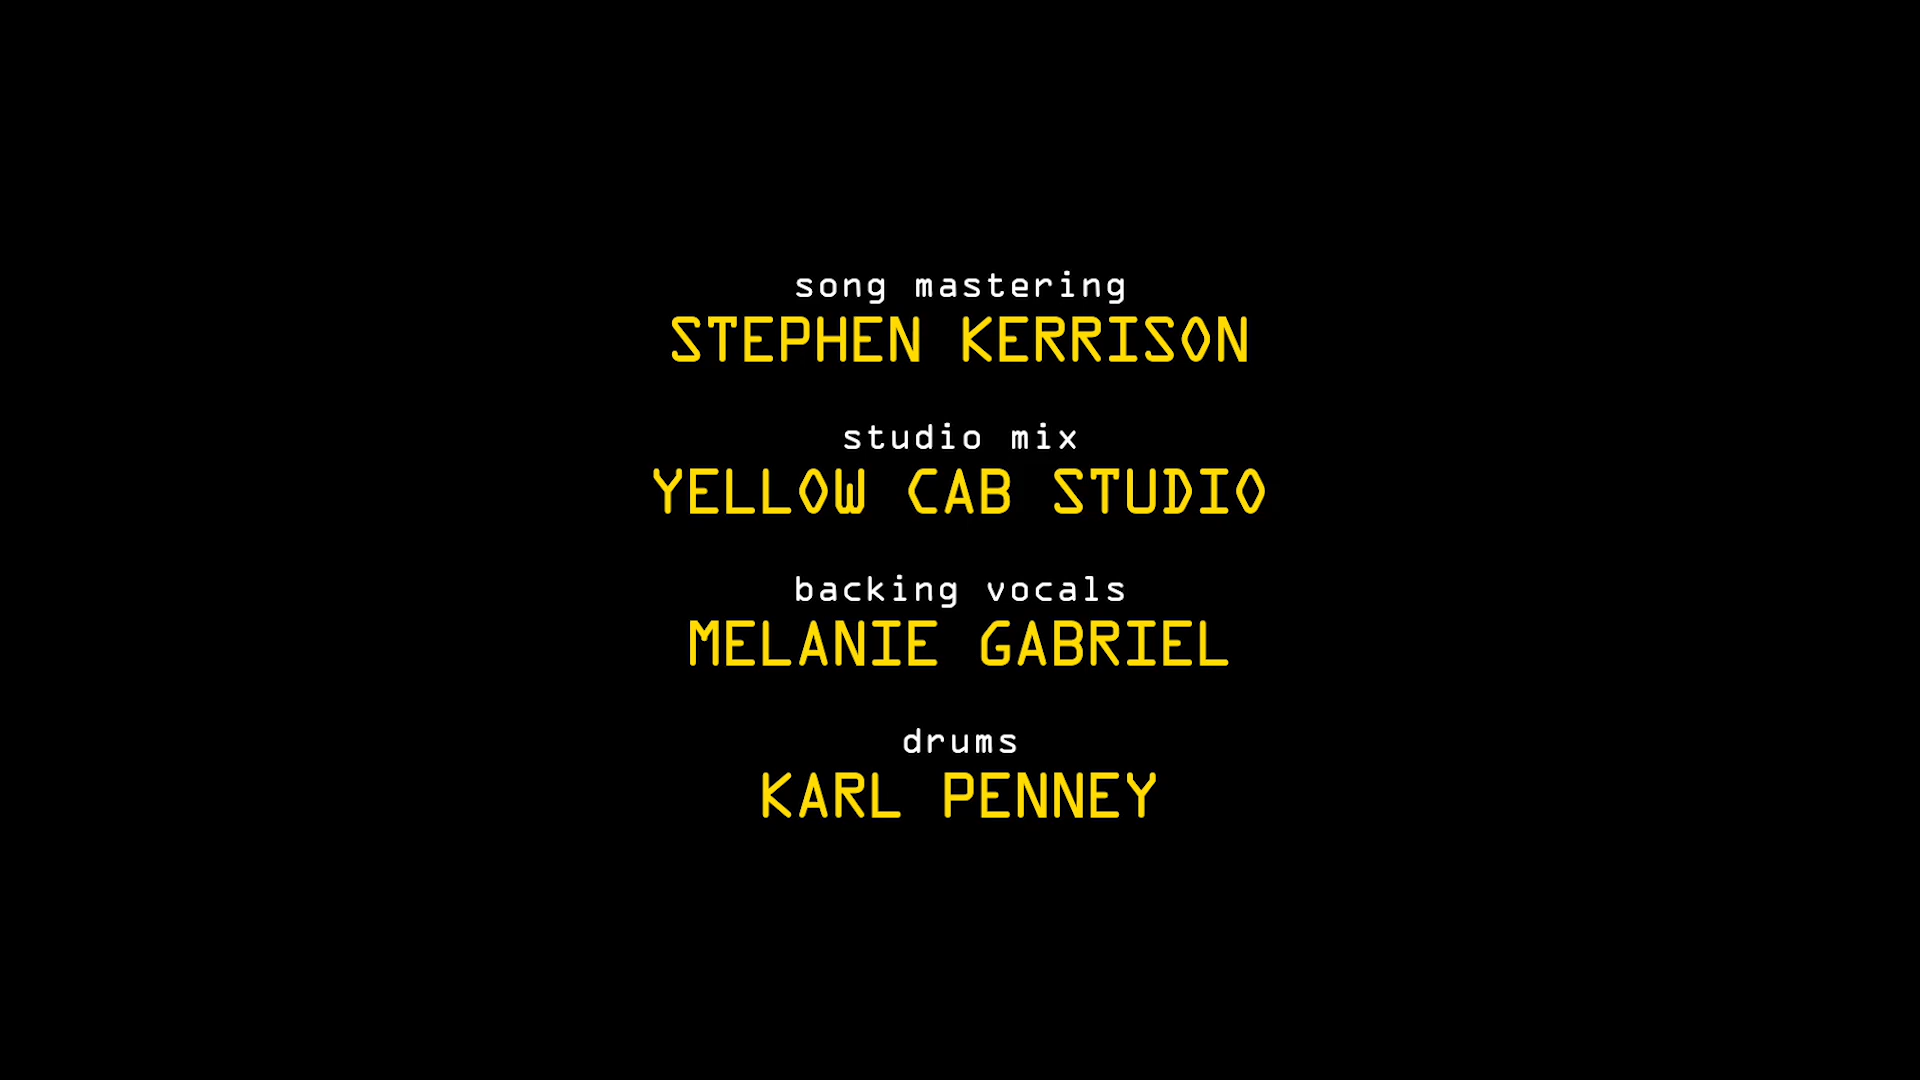 song mastering
STEPHEN KERRISON
studio mix
YELLOW CAB STUDIO
backing vocals
MELANIE GABRIEL
drums
KARL PENNEY